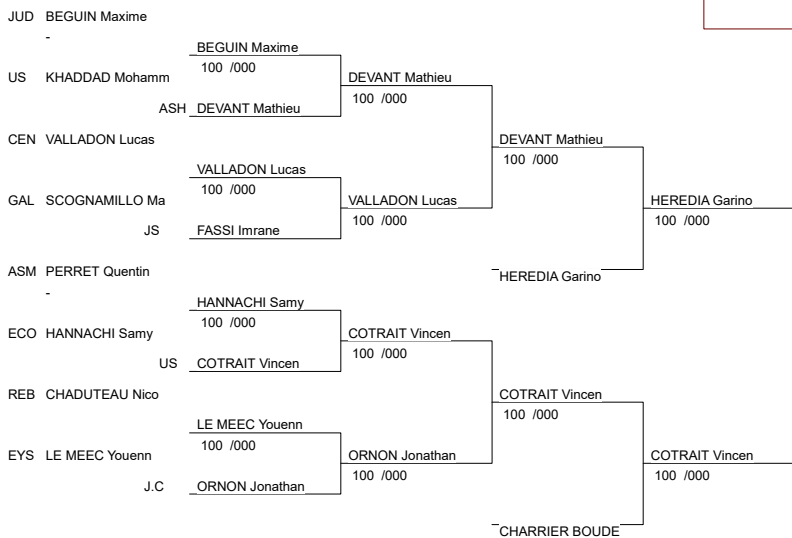 JUD BEGUIN Maxime
-
BEGUIN Maxime
100 /000
US KHADDAD Mohamm
DEVANT Mathieu
100 /000
ASH DEVANT Mathieu
CEN VALLADON Lucas
DEVANT Mathieu
100 /000
VALLADON Lucas
100 /000
GAL SCOGNAMILLO Ma
VALLADON Lucas
100 /000
HEREDIA Garino
100 /000
JS FASSI Imrane
ASM PERRET Quentin
-
HEREDIA Garino
HANNACHI Samy
100 /000
ECO HANNACHI Samy
COTRAIT Vincen
100 /000
US COTRAIT Vincen
REB CHADUTEAU Nico
COTRAIT Vincen
100 /000
LE MEEC Youenn
100 /000
EYS LE MEEC Youenn
ORNON Jonathan
100 /000
COTRAIT Vincen
100 /000
J.C ORNON Jonathan
CHARRIER BOUDE